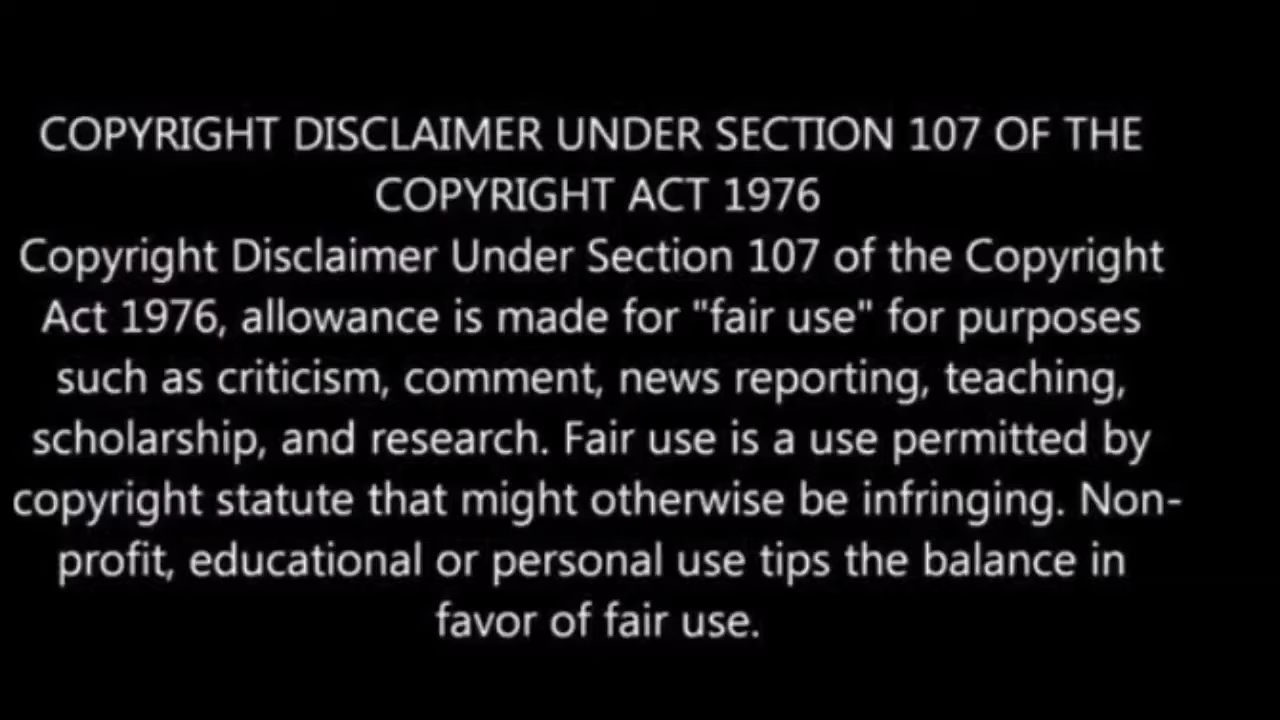 COPYRIGHT DISCLAIMER UNDER SECTION 107 OF THE
COPYRIGHT ACT 1976
Copyright Disclaimer Under Section 107 of the Copyright
Act 1976, allowance is made for "fair use" for purposes
such as criticism, comment, news reporting, teaching,
scholarship, and research. Fair use is a use permitted by
copyright statute that might otherwise be infringing. Non-
profit, educational or personal use tips the balance in
favor of fair use.